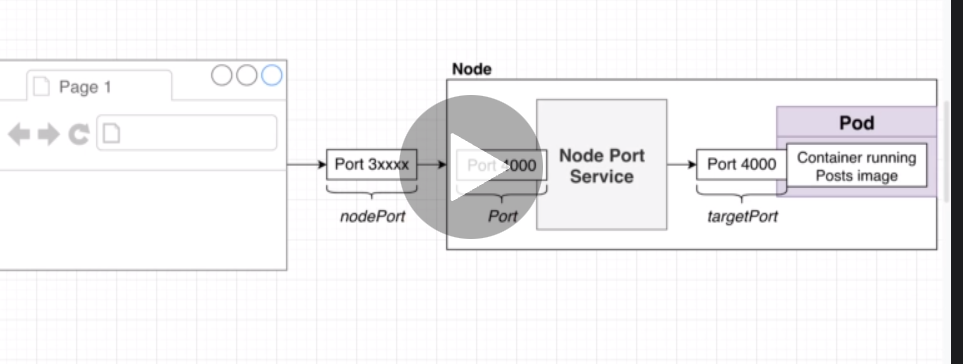 Node
Page 1
Pod
Port 3xxxx
Port 4000
Node Port
Service
Port 4000
Container running
Posts image
nodePort
Port
targetPort